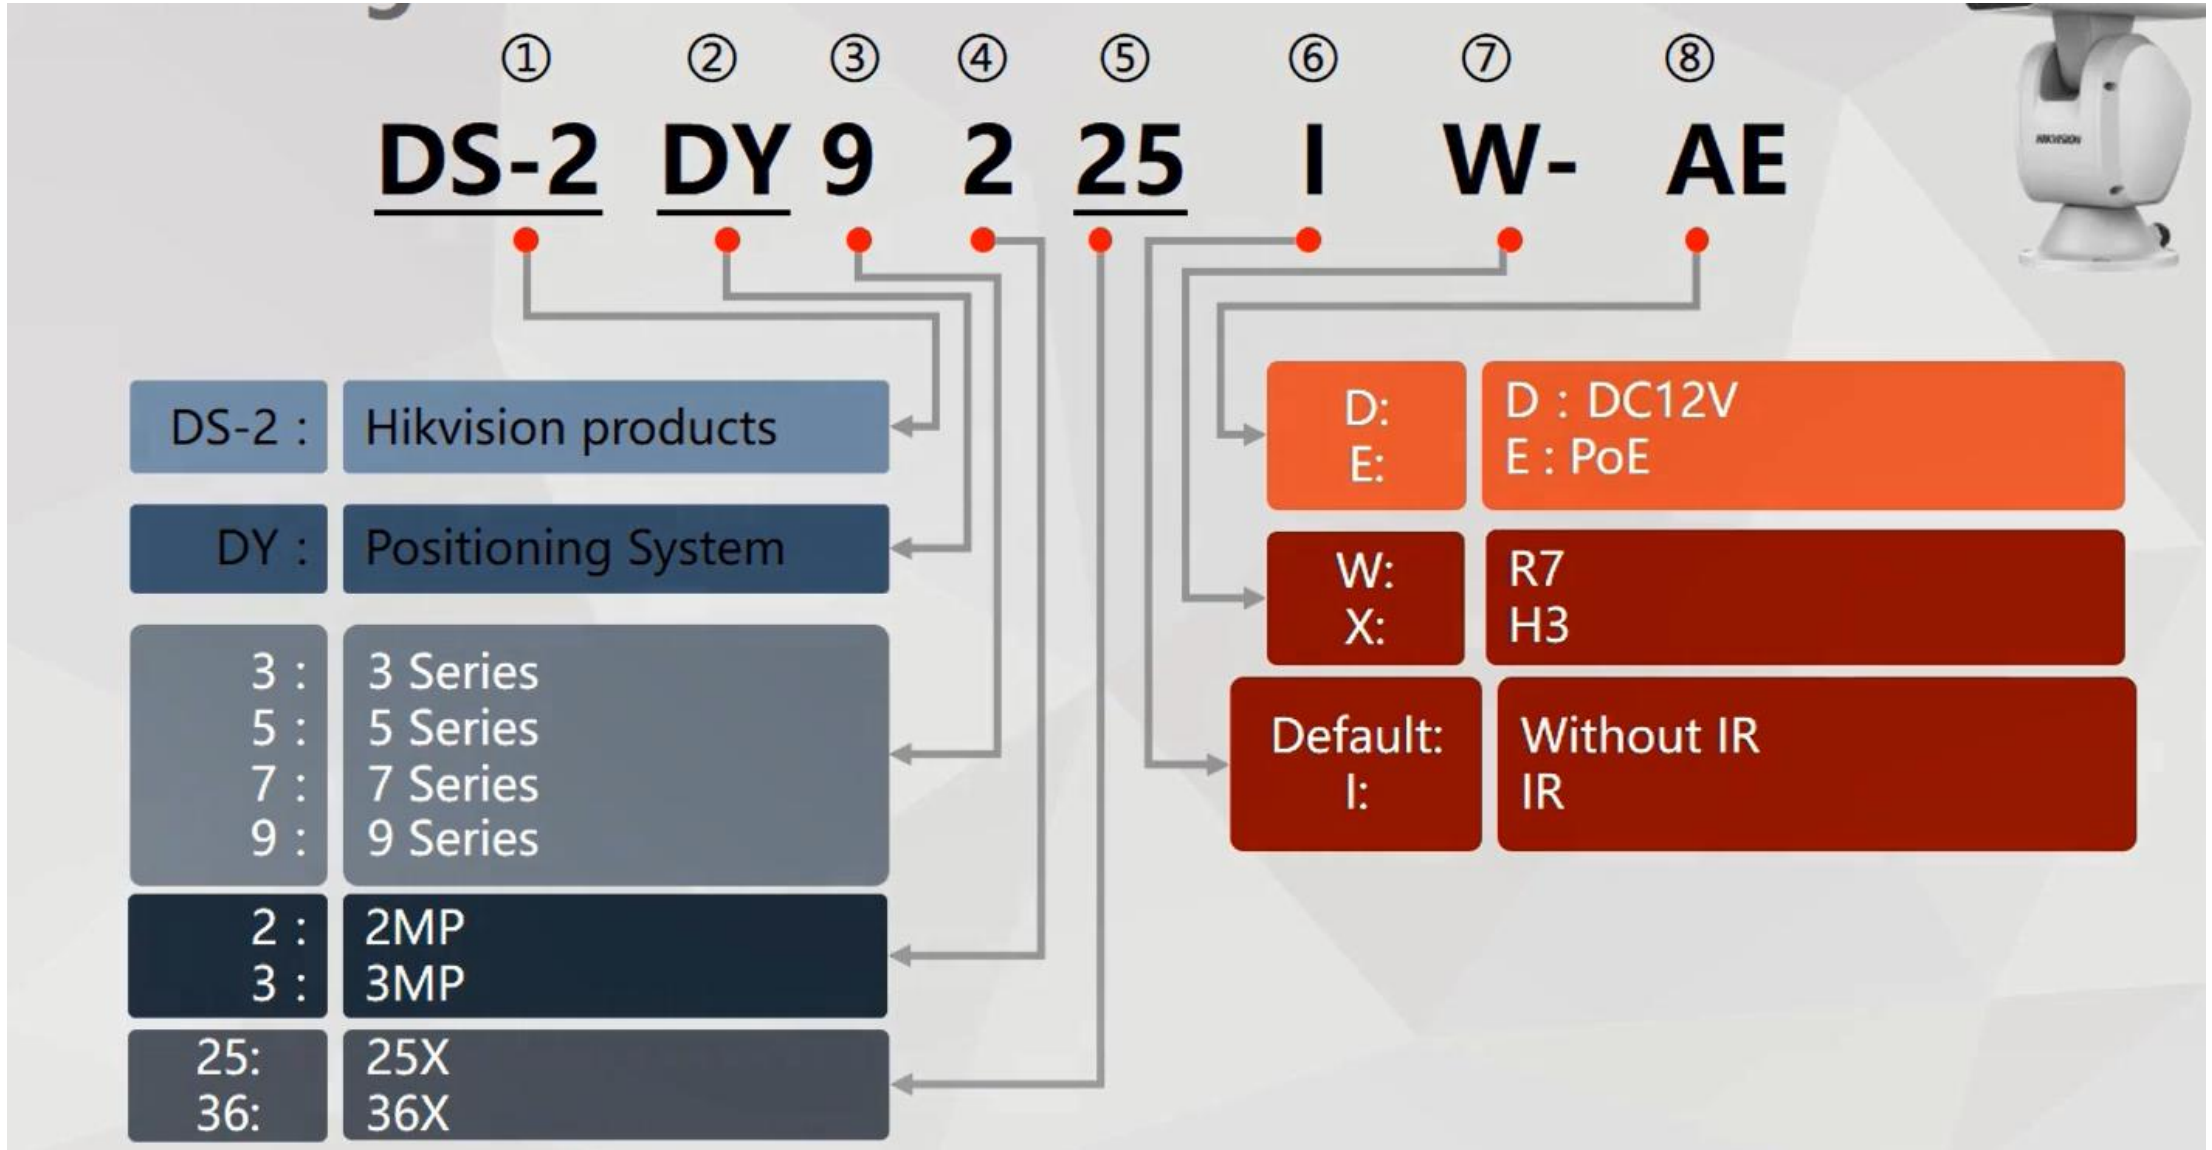 ① ② ③ ④ ⑤ ⑥ ⑦ ⑧
DS-2 DY 9 2 25 I W- AE
HIKVISION
DS-2 : Hikvision products
DY : Positioning System
3 : 3 Series
5 : 5 Series
7 : 7 Series
9 : 9 Series
2 : 2MP
3 : 3MP
25: 25X
36: 36X
D: D : DC12V
E: E : PoE
W: R7
X: H3
Default: Without IR
I: IR